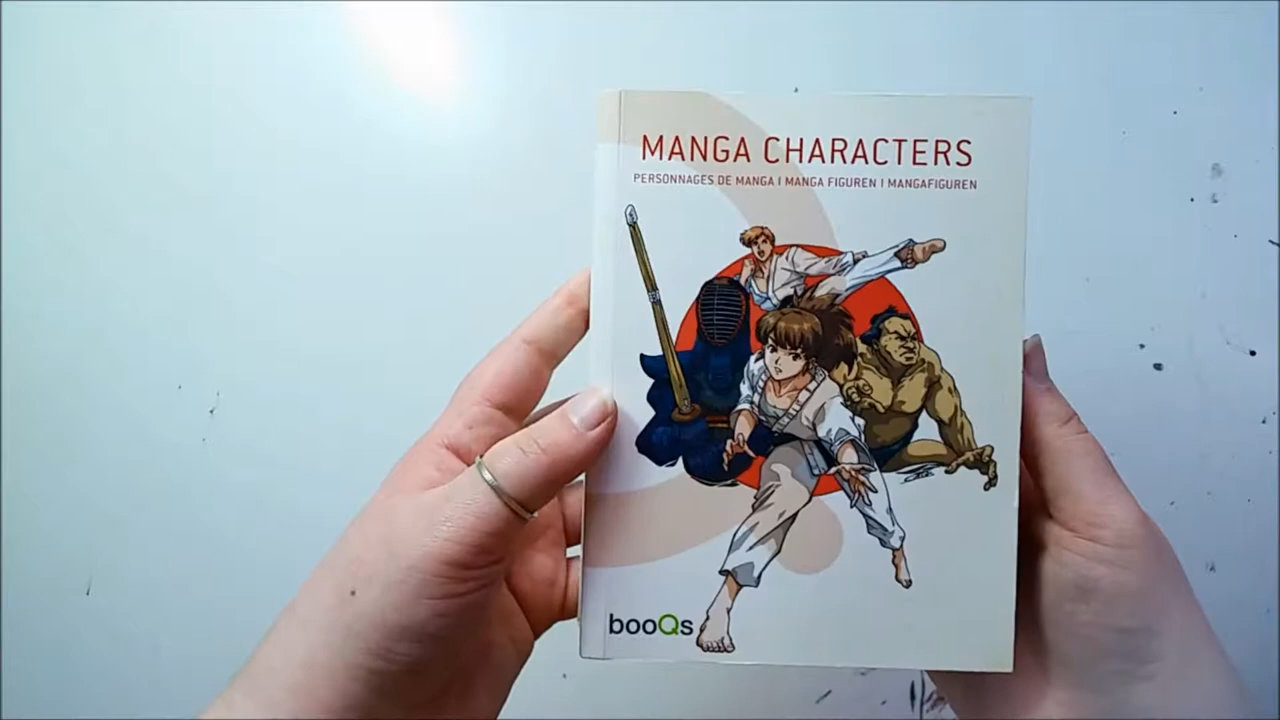 MANGA CHARACTERS
PERSONNAGES DE MANGA | MANGA FIGUREN | MANGAFIGUREN
booQs